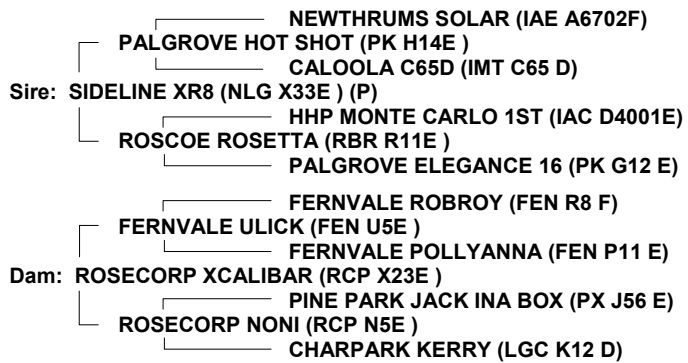 NEWTHRUMS SOLAR (IAE A6702F)
PALGROVE HOT SHOT (PK H14E )
CALOOLA C65D (IMT C65 D)
Sire: SIDELINE XR8 (NLG X33E ) (P)
HHP MONTE CARLO 1ST (IAC D4001E)
ROSCOE ROSETTA (RBR R11E )
PALGROVE ELEGANCE 16 (PK G12 E)
FERNVALE ROBROY (FEN R8 F)
FERNVALE ULICK (FEN U5E )
FERNVALE POLLYANNA (FEN P11 E)
Dam: ROSECORP XCALIBAR (RCP X23E )
PINE PARK JACK INA BOX (PX J56 E)
ROSECORP NONI (RCP N5E )
CHARPARK KERRY (LGC K12 D)